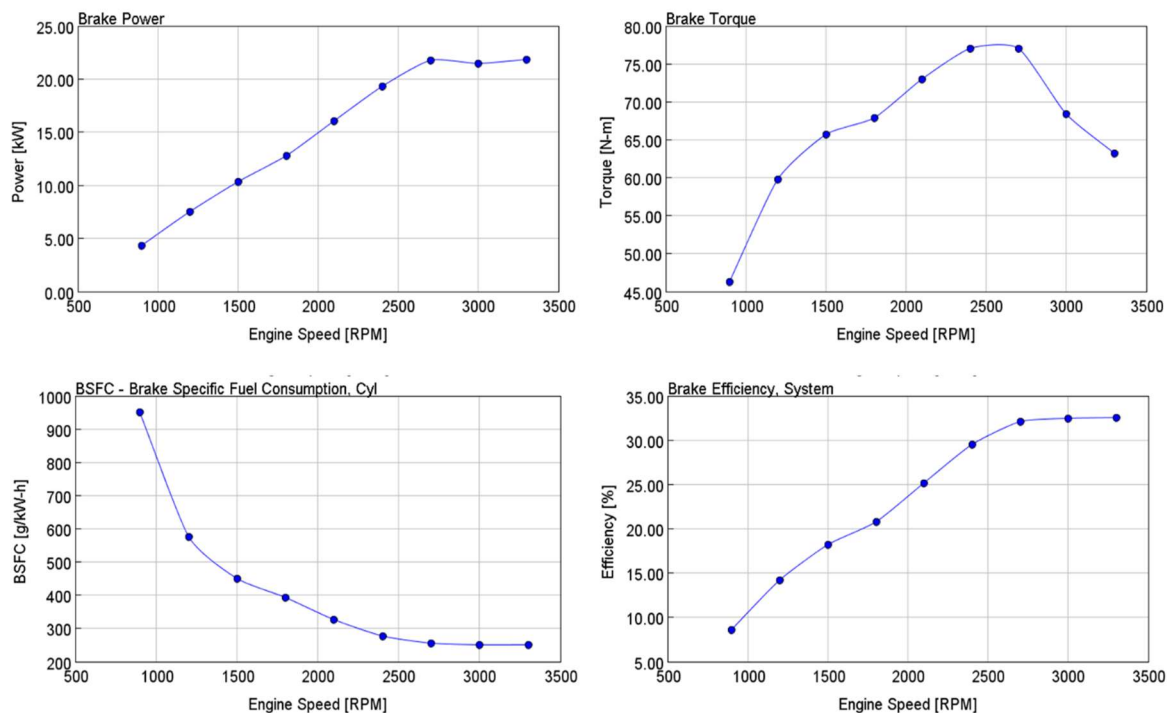 Brake Power
25.00
20.00
15.00
10.00
5.00
0.00
Power [kW]
500 1000 1500 2000 2500 3000 3500
Engine Speed [RPM]
Brake Torque
80.00
75.00
70.00
65.00
60.00
55.00
50.00
45.00
Torque [N-m]
500 1000 1500 2000 2500 3000 3500
Engine Speed [RPM]
BSFC - Brake Specific Fuel Consumption, Cyl
1000
900
800
700
600
500
400
300
200
BSFC [g/kW-h]
500 1000 1500 2000 2500 3000 3500
Engine Speed [RPM]
Brake Efficiency, System
35.00
30.00
25.00
20.00
15.00
10.00
5.00
Efficiency [%]
500 1000 1500 2000 2500 3000 3500
Engine Speed [RPM]